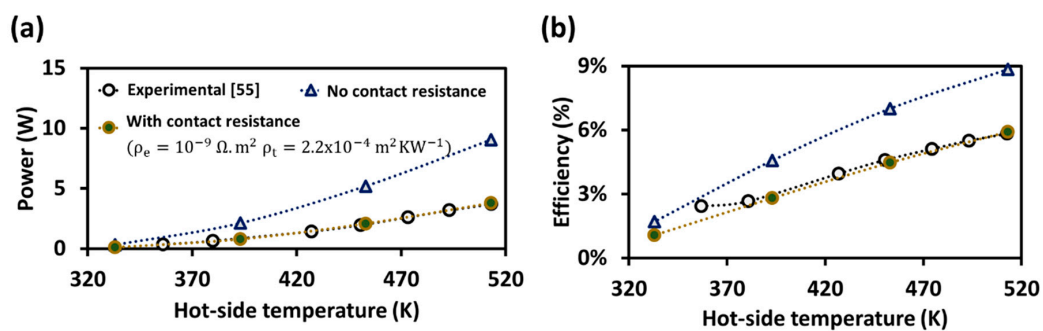 (a)
Power (W)
15
10
5
0
Experimental [55]
No contact resistance
With contact resistance
(ρₑ = 10⁻⁹ Ω.m² ρₜ = 2.2x10⁻⁴ m²KW⁻¹)
320 370 420 470 520
Hot-side temperature (K)
(b)
Efficiency (%)
9%
6%
3%
0%
320 370 420 470 520
Hot-side temperature (K)